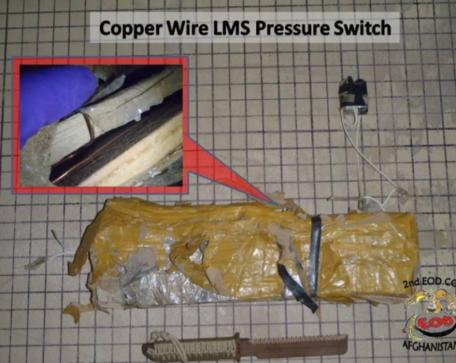 Copper Wire LMS Pressure Switch
2nd EOD CO
EOD
AFGHANISTAN